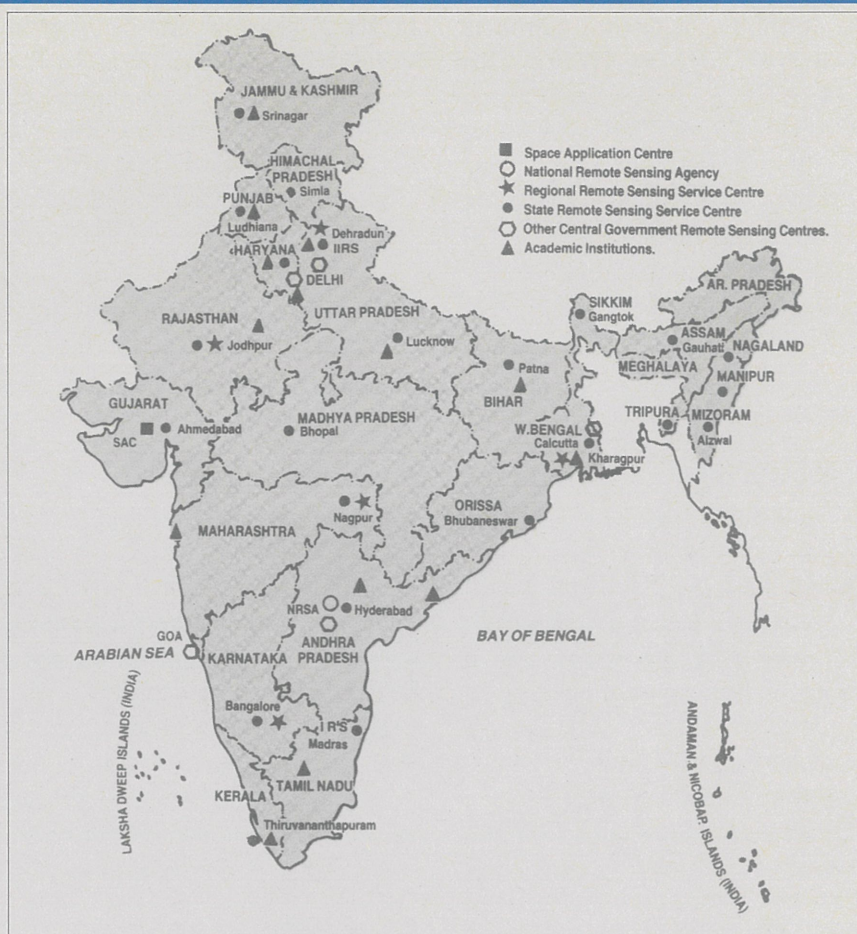 JAMMU & KASHMIR
Srinagar
HIMACHAL
PRADESH
Simla
PUNJAB
Ludhiana
Dehradun
IIRS
HARYANA
DELHI
Space Application Centre
National Remote Sensing Agency
Regional Remote Sensing Service Centre
State Remote Sensing Service Centre
Other Central Government Remote Sensing Centres.
Academic Institutions.
RAJASTHAN
Jodhpur
UTTAR PRADESH
Lucknow
SIKKIM
Gangtok
AR. PRADESH
ASSAM
Gauhati
NAGALAND
MEGHALAYA
MANIPUR
Patna
BIHAR
GUJARAT
SAC
Ahmedabad
MADHYA PRADESH
Bhopal
W.BENGAL
Calcutta
Kharagpur
TRIPURA
MIZORAM
Aizwal
MAHARASHTRA
Nagpur
ORISSA
Bhubaneswar
NRSA
Hyderabad
ANDHRA
PRADESH
GOA
ARABIAN SEA
KARNATAKA
BAY OF BENGAL
Bangalore
I R'S
Madras
TAMIL NADU
KERALA
Thiruvananthapuram
LAKSHA DWEEP ISLANDS (INDIA)
ANDAMAN & NICOBAP. ISLANDS (INDIA)